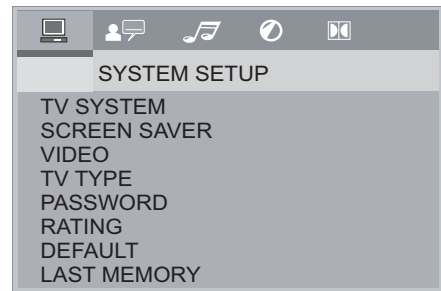 SYSTEM SETUP
TV SYSTEM
SCREEN SAVER
VIDEO
TV TYPE
PASSWORD
RATING
DEFAULT
LAST MEMORY